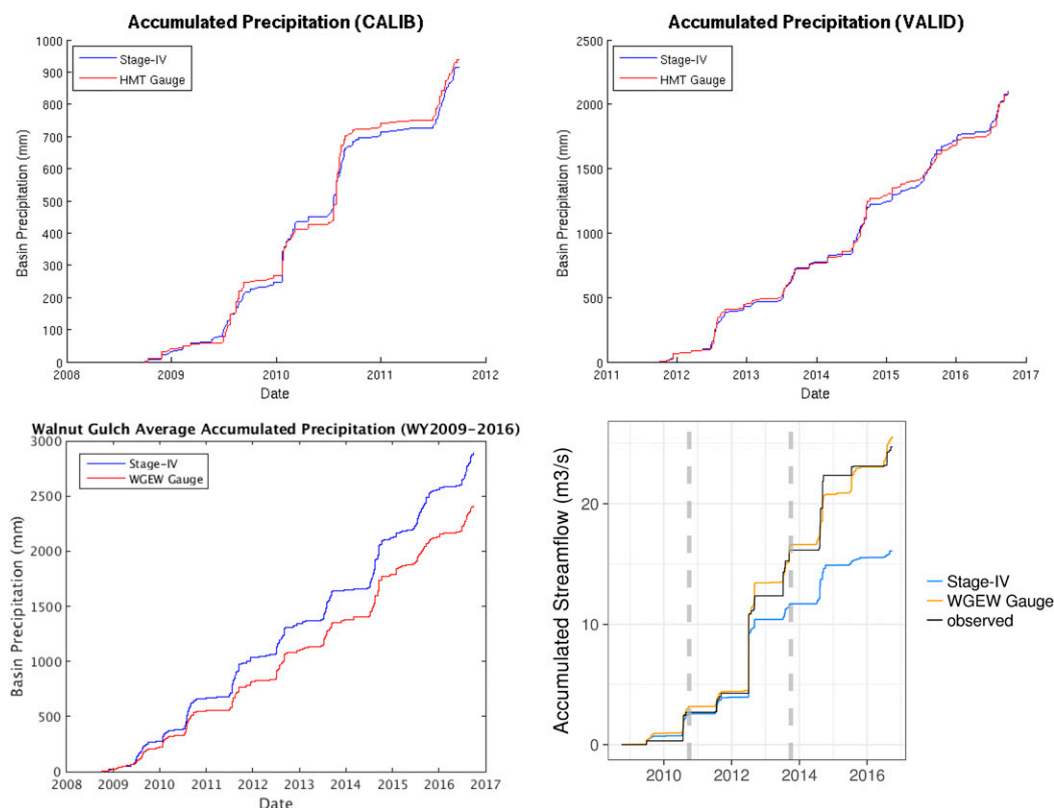 Accumulated Precipitation (CALIB)
1000
900
800
700
600
500
400
300
200
100
0
Basin Precipitation (mm)
Stage-IV
HMT Gauge
2008 2009 2010 2011 2012
Date
Accumulated Precipitation (VALID)
2500
2000
1500
1000
500
0
Basin Precipitation (mm)
Stage-IV
HMT Gauge
2011 2012 2013 2014 2015 2016 2017
Date
Walnut Gulch Average Accumulated Precipitation (WY2009-2016)
3000
2500
2000
1500
1000
500
0
Basin Precipitation (mm)
Stage-IV
WGEW Gauge
2008 2009 2010 2011 2012 2013 2014 2015 2016 2017
Date
Accumulated Streamflow (m3/s)
20
10
0
2010 2012 2014 2016
Stage-IV
WGEW Gauge
observed